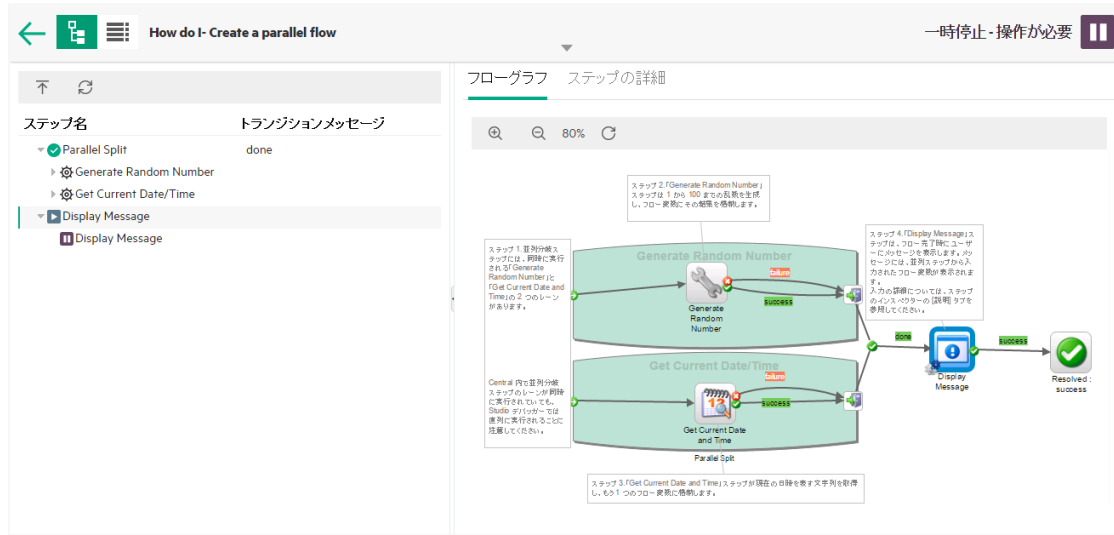 How do I- Create a parallel flow
一時停止 - 操作が必要
フローグラフ ステップの詳細
ステップ名 トランジションメッセージ
Parallel Split done
Generate Random Number
Get Current Date/Time
Display Message
Display Message
80%
ステップ 2.「Generate Random Number」
ステップは 1 から 100 までの乱数を生成
し、フロー変数にその結果を格納します。
ステップ 1.並列分岐ス
テップには、同時に実行
される「Generate
Random Number」と
「Get Current Date and
Time」の 2 つのレーン
があります。
ステップ 4.「Display Message」ス
テップは、フロー完了時にユーザ
ーにメッセージを表示します。メッ
セージには、並列ステップから入
力されたフロー変数が表示されま
す。
入力の詳細については、ステップ
のインスペクターの [説明] タブを
参照してください。
Generate Random Number
failure
success
Generate
Random
Number
done
success
Display
Message
Resolved :
success
Central 内で並列分岐
ステップのレーンが同時
に実行されていても、
Studio デバッガーでは
直列に実行されることに
注意してください。
Get Current Date/Time
failure
success
12
Get Current Date
and Time
Parallel Split
ステップ 3.「Get Current Date and Time」ステップが現在の日時を表す文字列を取得
し、もう 1 つのフロー変数に格納します。